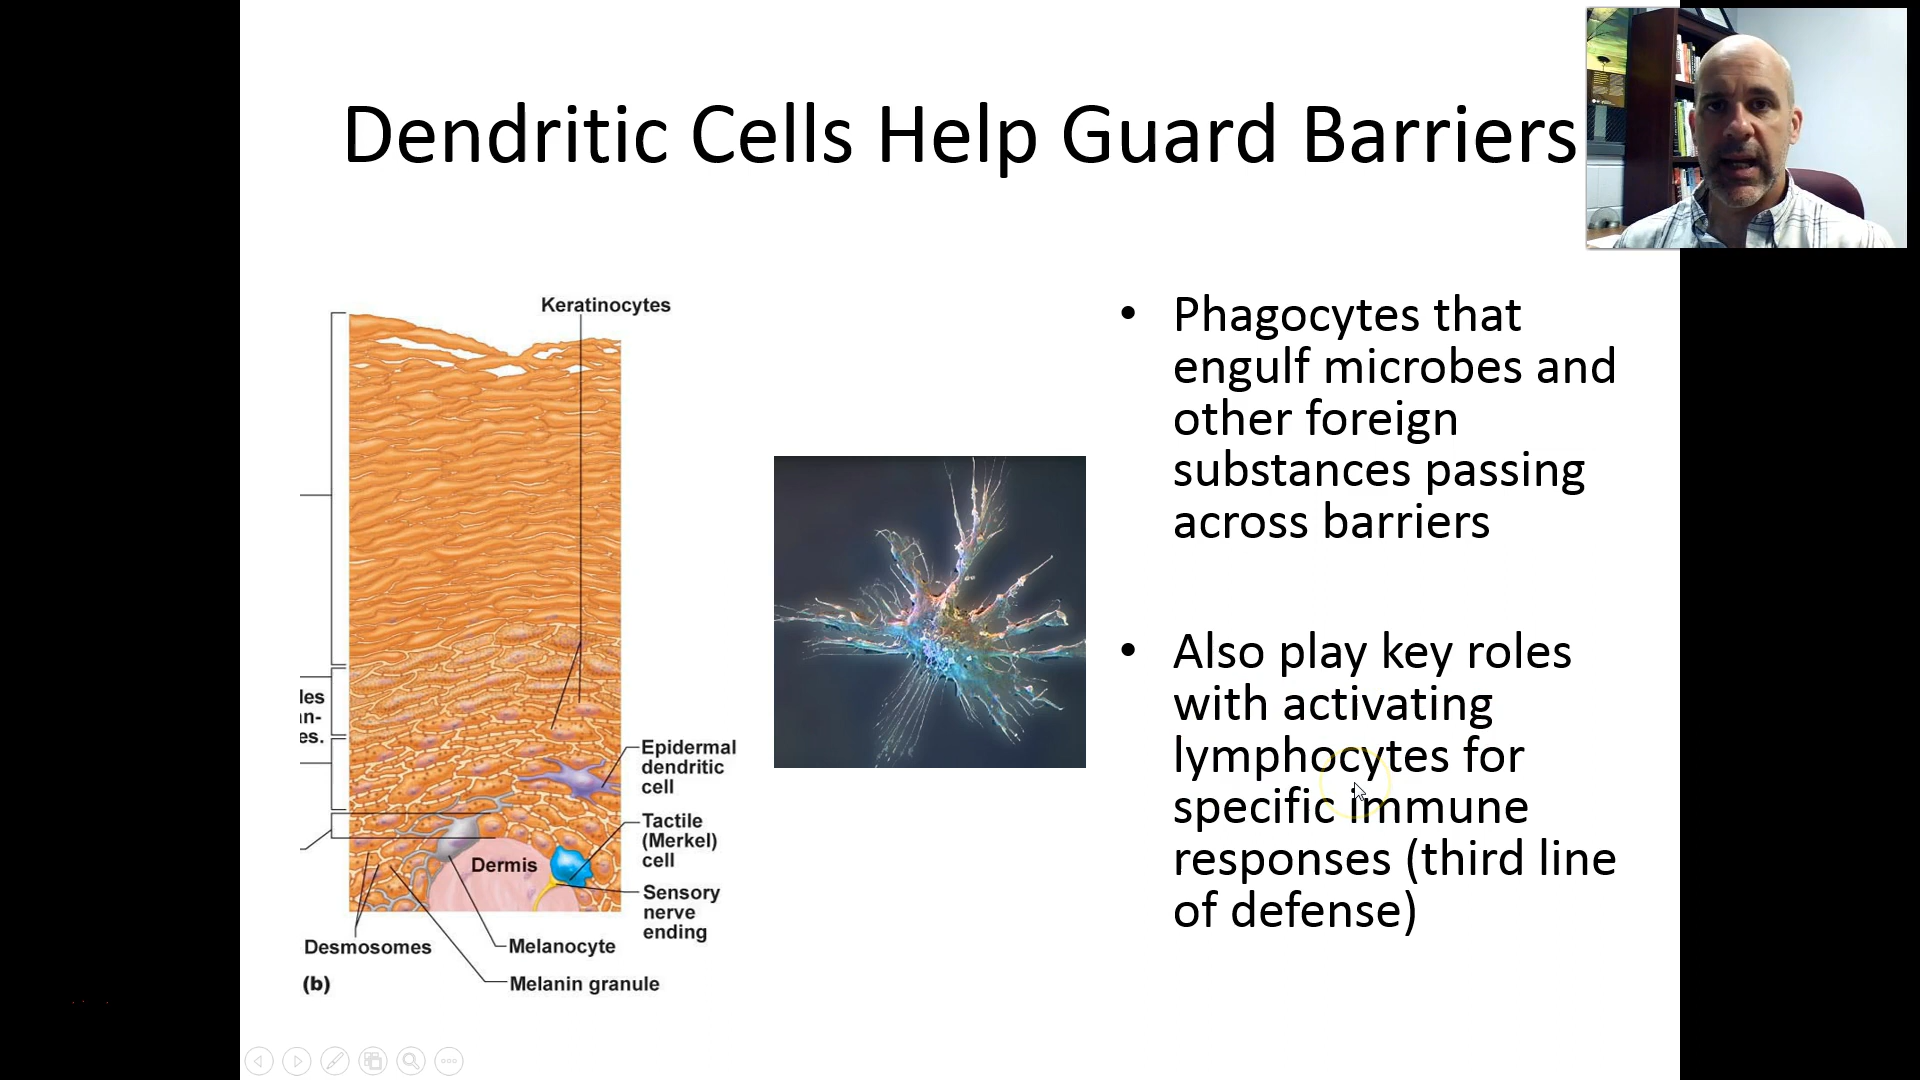 Dendritic Cells Help Guard Barriers
Keratinocytes
les
n-
es.
Epidermal
dendritic
cell
Tactile
(Merkel)
cell
Dermis
Sensory
nerve
ending
Desmosomes
Melanocyte
(b)
Melanin granule
• Phagocytes that
engulf microbes and
other foreign
substances passing
across barriers
• Also play key roles
with activating
lymphocytes for
specific immune
responses (third line
of defense)